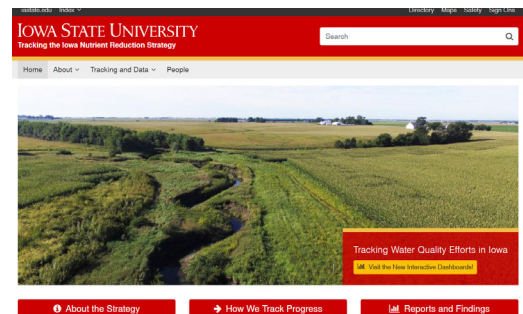 iastate.edu Index
Directory Maps Safety Sign Ons
IOWA STATE UNIVERSITY
Tracking the Iowa Nutrient Reduction Strategy
Search
Home About Tracking and Data People
Tracking Water Quality Efforts in Iowa
Visit the New Interactive Dashboards!
About the Strategy
How We Track Progress
Reports and Findings